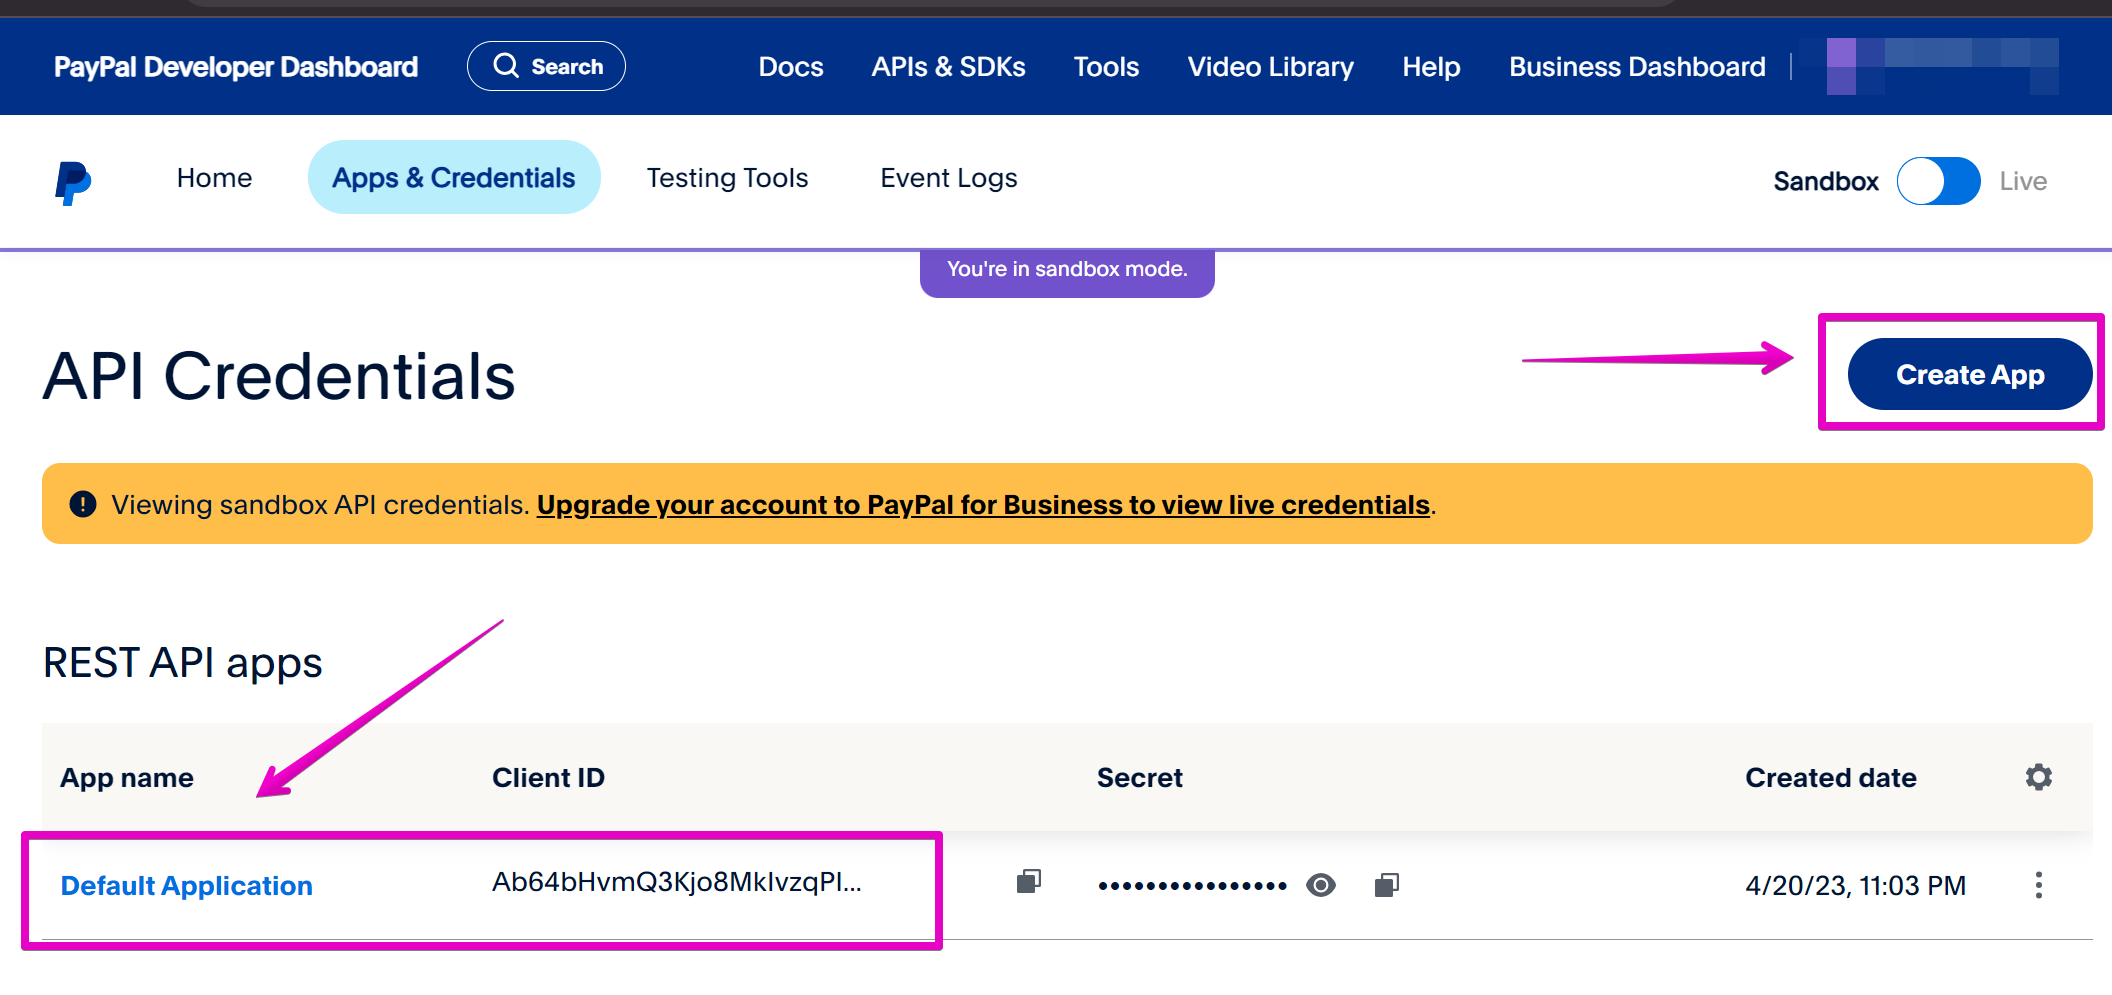 PayPal Developer Dashboard Search Docs APIs & SDKs Tools Video Library Help Business Dashboard
Home Apps & Credentials Testing Tools Event Logs Sandbox Live
You're in sandbox mode.
API Credentials Create App
Viewing sandbox API credentials. Upgrade your account to PayPal for Business to view live credentials.
REST API apps
App name Client ID Secret Created date
Default Application Ab64bHvmQ3Kjo8MkIvzqPI... •••••••••••••••• 4/20/23, 11:03 PM